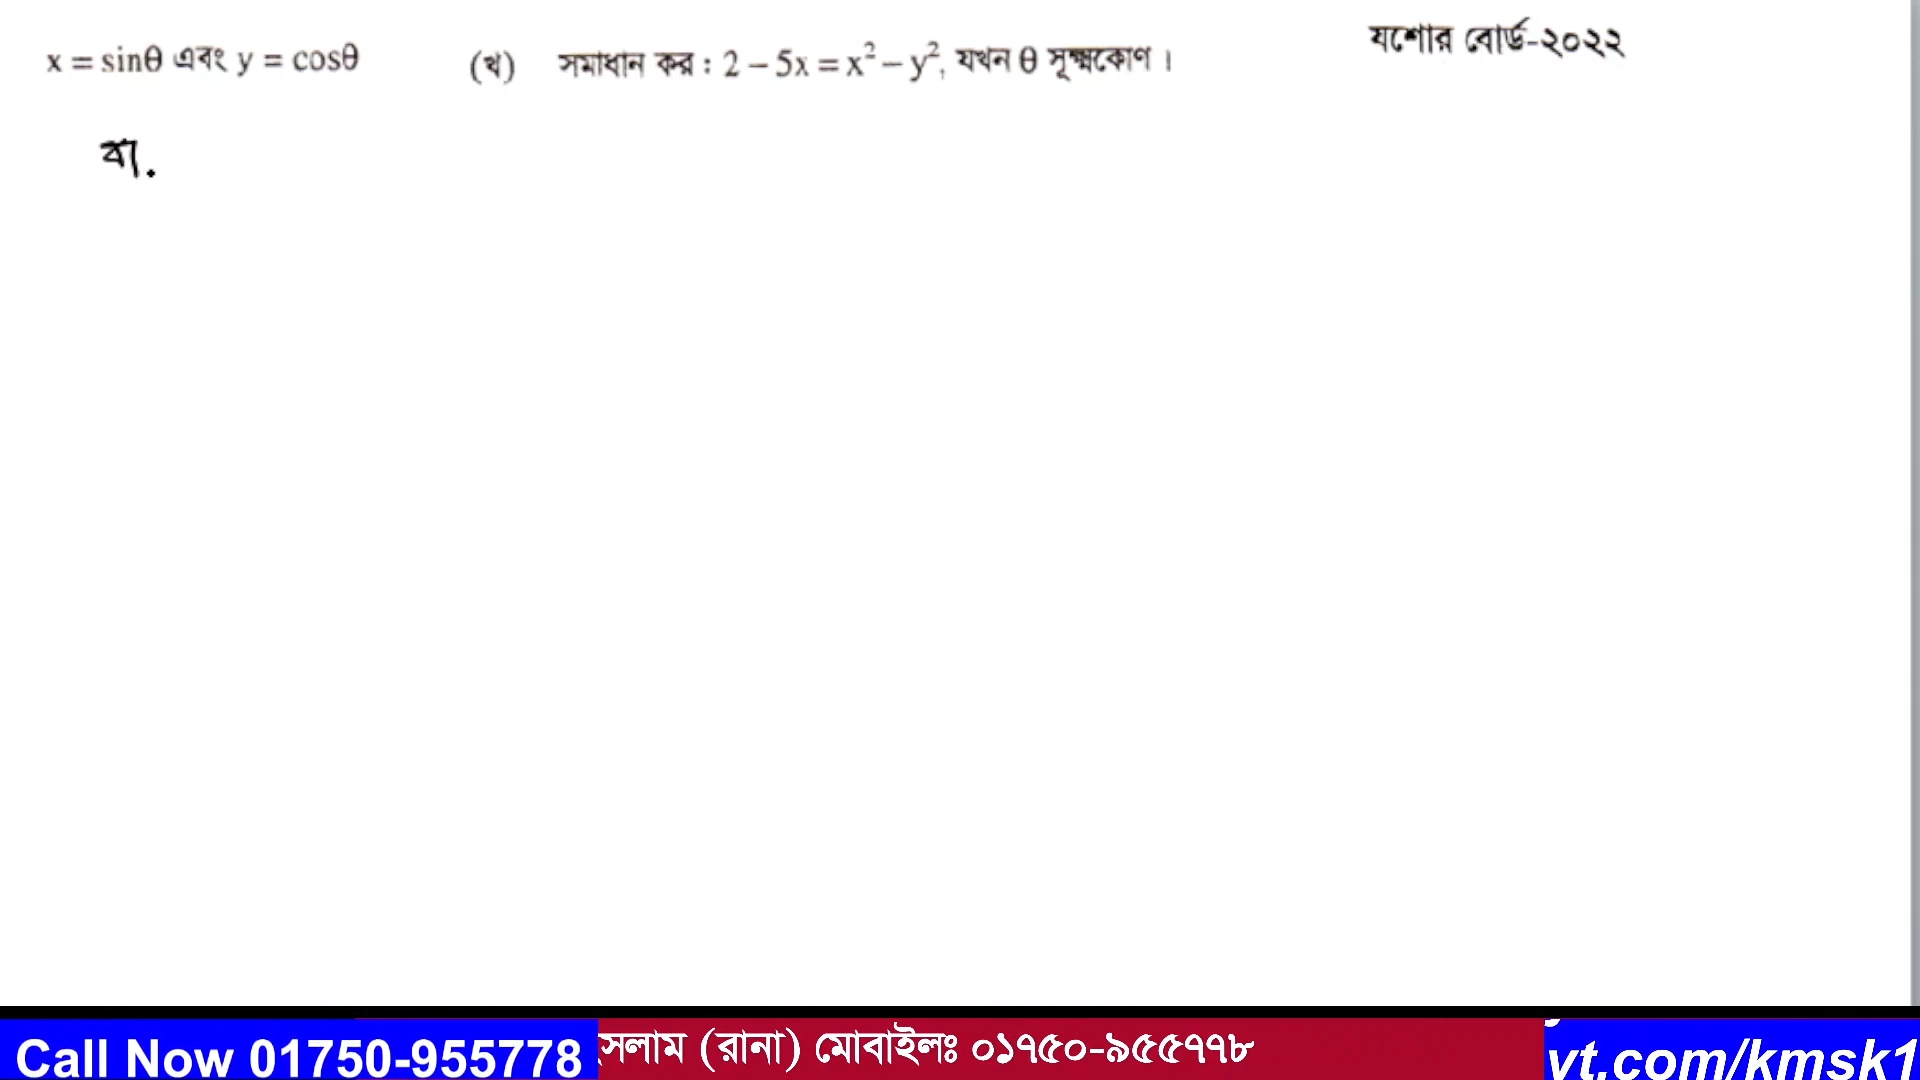 x = sinθ এবং y = cosθ (খ) সমাধান কর : 2 – 5x = x² – y², যখন θ সূক্ষ্মকোণ। যশোর বোর্ড-২০২২
বা.
Call Now 01750-955778 সলাম (রানা) মোবাইলঃ ০১৭৫০-৯৫৫৭৭৮ yt.com/kmsk1